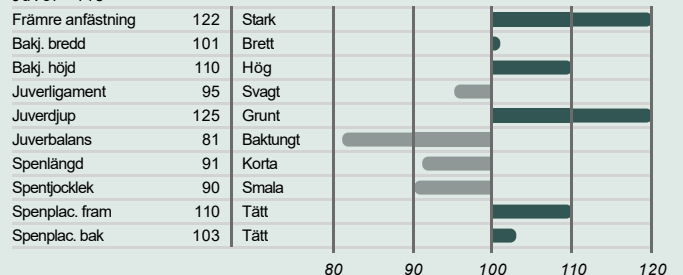 Främre anfästning 122 Stark
Bakj. bredd 101 Brett
Bakj. höjd 110 Hög
Juverligament 95 Svagt
Juverdjup 125 Grunt
Juverbalans 81 Baktungt
Spenlängd 91 Korta
Spentjocklek 90 Smala
Spenplac. fram 110 Tätt
Spenplac. bak 103 Tätt
80 90 100 110 120